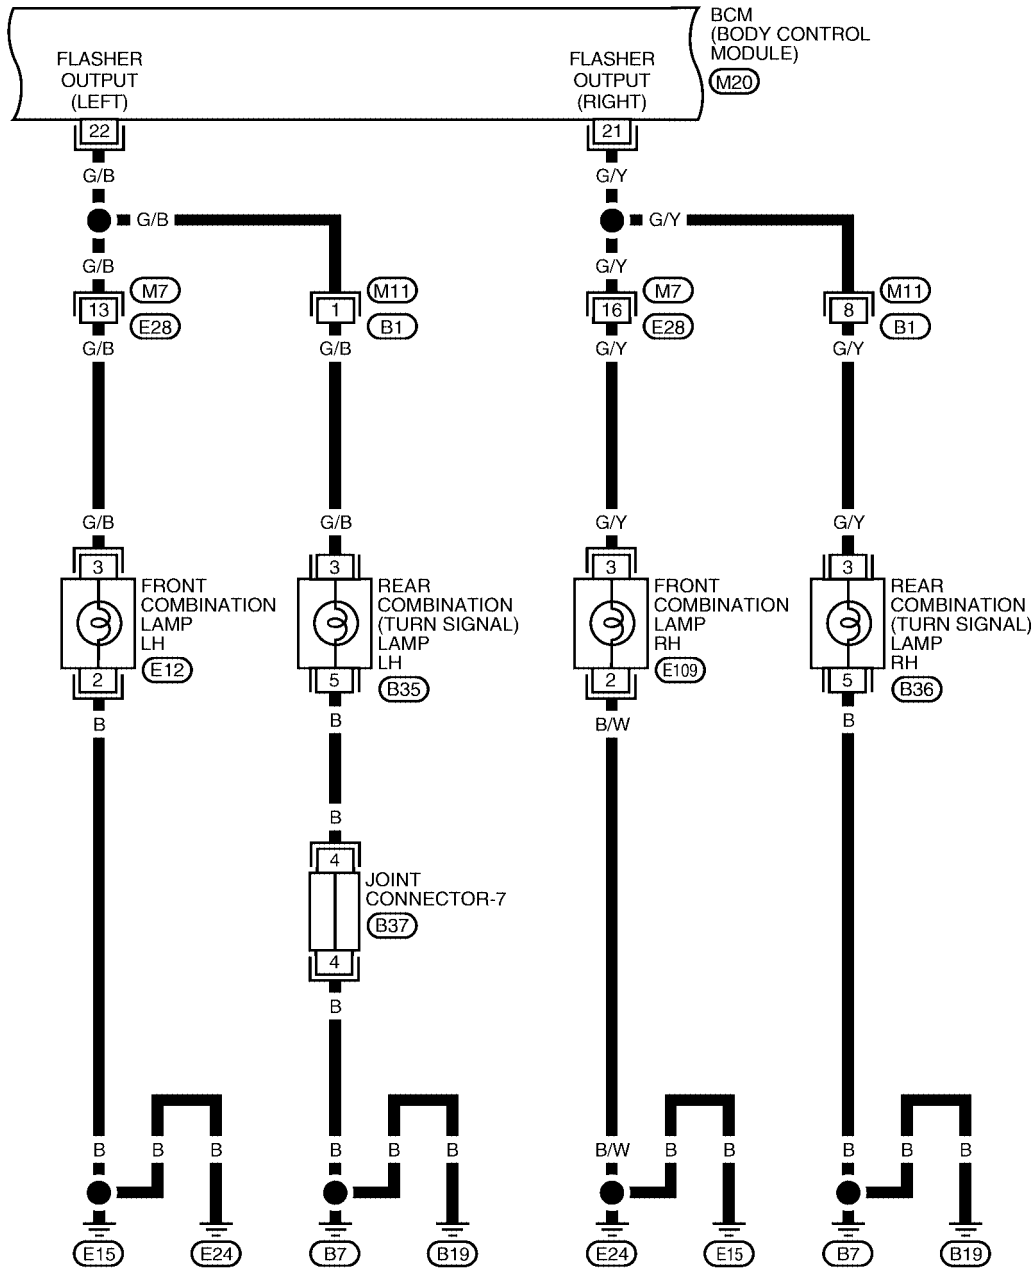 BCM
(BODY CONTROL
MODULE)
M20
FLASHER
OUTPUT
(LEFT)
FLASHER
OUTPUT
(RIGHT)
22
21
G/B
G/Y
G/B
G/Y
G/B
G/Y
M7
M11
M7
M11
13
1
16
8
E28
B1
E28
B1
G/B
G/B
G/Y
G/Y
G/B
G/B
G/Y
G/Y
3
3
3
3
FRONT
COMBINATION
LAMP
LH
E12
REAR
COMBINATION
(TURN SIGNAL)
LAMP
LH
B35
FRONT
COMBINATION
LAMP
RH
E109
REAR
COMBINATION
(TURN SIGNAL)
LAMP
RH
B36
2
5
2
5
B
B
B/W
B
B
4
JOINT
CONNECTOR-7
B37
4
B
B
B
B
B
B
B
B/W
B
B
B
B
B
E15
E24
B7
B19
E24
E15
B7
B19